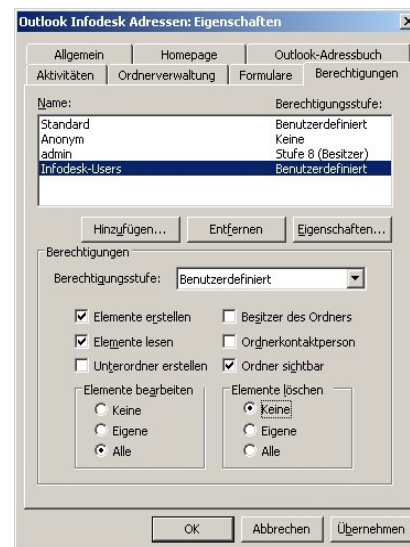 Outlook Infodesk Adressen: Eigenschaften
Allgemein Homepage Outlook-Adressbuch
Aktivitäten Ordnerverwaltung Formulare Berechtigungen
Name: Berechtigungsstufe:
Standard Benutzerdefiniert
Anonym Keine
admin Stufe 8 (Besitzer)
Infodesk-Users Benutzerdefiniert
Hinzufügen... Entfernen Eigenschaften...
Berechtigungen
Berechtigungsstufe: Benutzerdefiniert
Elemente erstellen Besitzer des Ordners
Elemente lesen Ordnerkontaktperson
Unterordner erstellen Ordner sichtbar
Elemente bearbeiten Elemente löschen
Keine Keine
Eigene Eigene
Alle Alle
OK Abbrechen Übernehmen